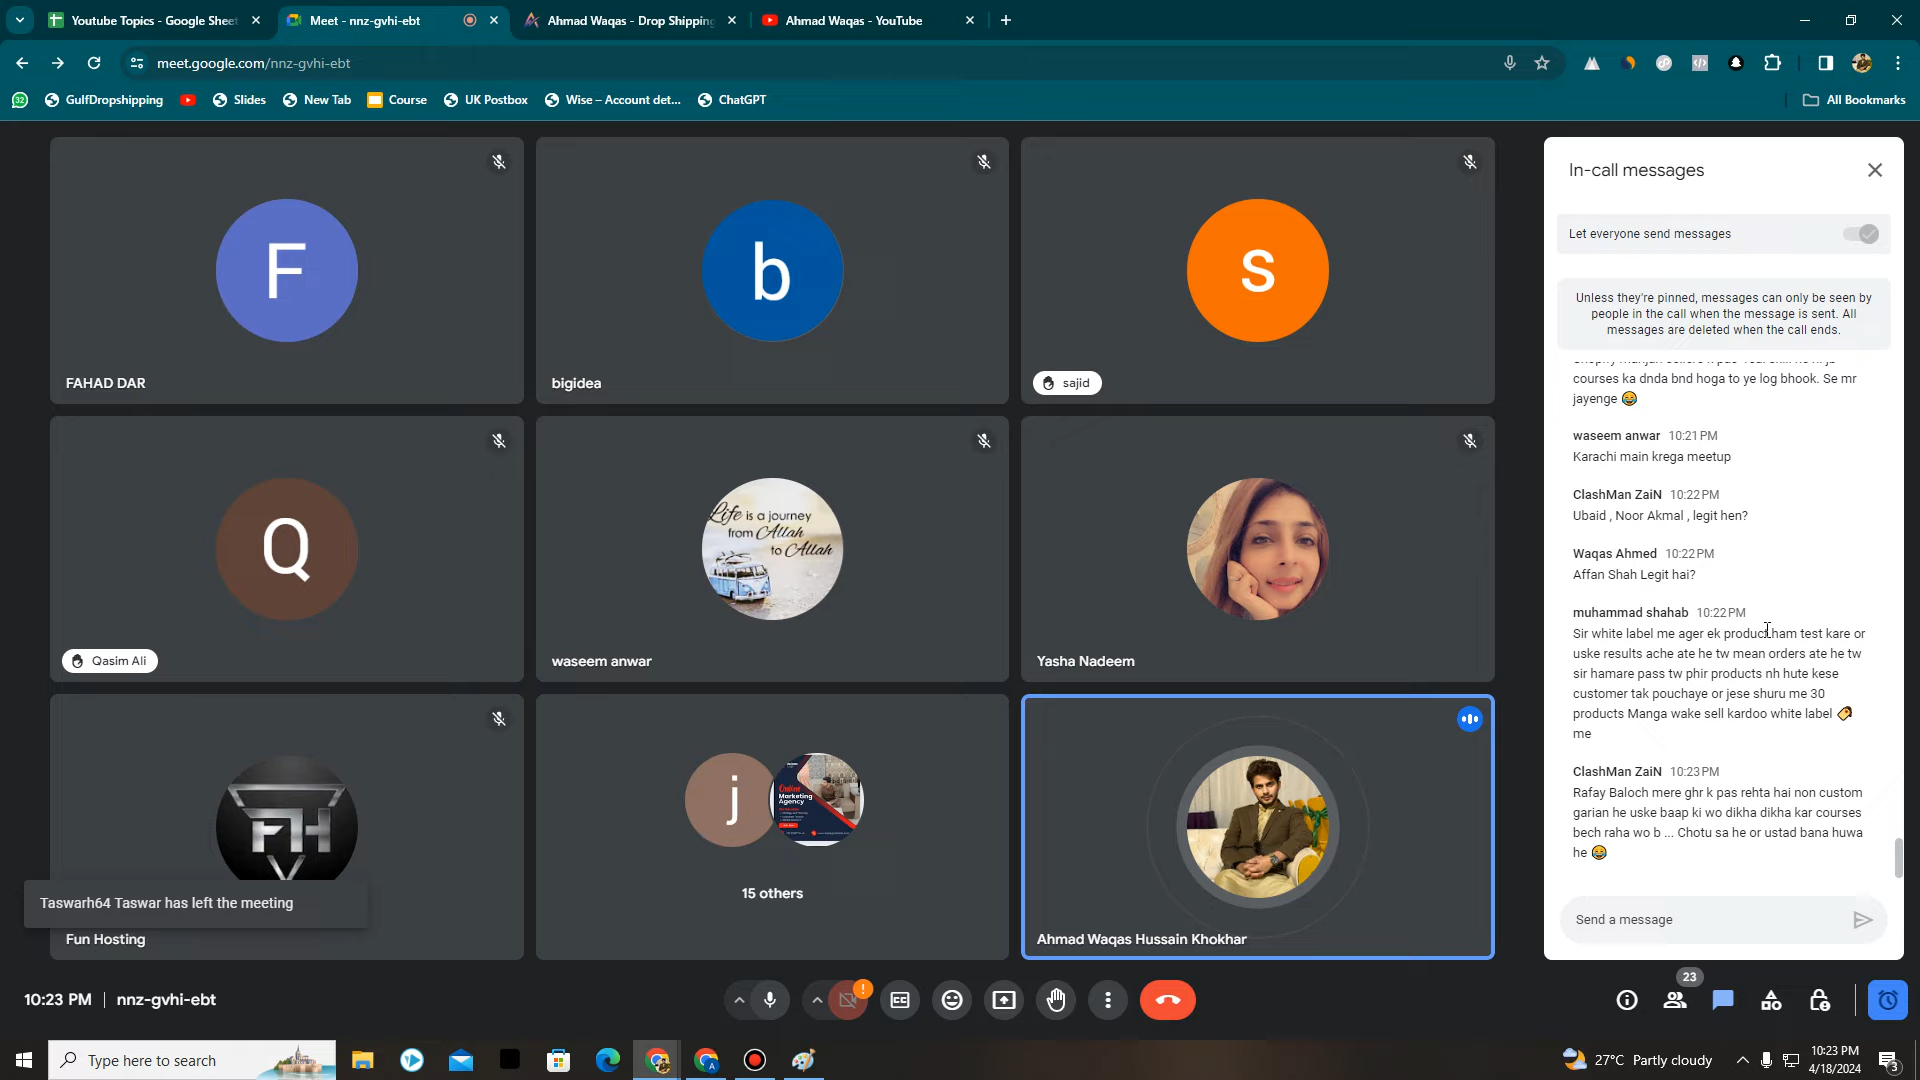 Youtube Topics - Google Sheet
Meet - nnz-gvhi-ebt
Ahmad Waqas - Drop Shipping
Ahmad Waqas - YouTube
meet.google.com/nnz-gvhi-ebt
32
GulfDropshipping
Slides
New Tab
Course
UK Postbox
Wise – Account det...
ChatGPT
All Bookmarks
F
FAHAD DAR
b
bigidea
s
sajid
Q
Qasim Ali
Life is a journey
from Allah
to Allah
waseem anwar
Yasha Nadeem
FH
Taswarh64 Taswar has left the meeting
Fun Hosting
j
Online
Marketing
Agency
15 others
Ahmad Waqas Hussain Khokhar
In-call messages
Let everyone send messages
Unless they're pinned, messages can only be seen by
people in the call when the message is sent. All
messages are deleted when the call ends.
courses ka dnda bnd hoga to ye log bhook. Se mr
jayenge 😂
waseem anwar 10:21 PM
Karachi main krega meetup
ClashMan ZaiN 10:22 PM
Ubaid , Noor Akmal , legit hen?
Waqas Ahmed 10:22 PM
Affan Shah Legit hai?
muhammad shahab 10:22 PM
Sir white label me ager ek product ham test kare or
uske results ache ate he tw mean orders ate he tw
sir hamare pass tw phir products nh hute kese
customer tak pouchaye or jese shuru me 30
products Manga wake sell kardoo white label 🏷️
me
ClashMan ZaiN 10:23 PM
Rafay Baloch mere ghr k pas rehta hai non custom
garian he uske baap ki wo dikha dikha kar courses
bech raha wo b ... Chotu sa he or ustad bana huwa
he 😂
Send a message
10:23 PM | nnz-gvhi-ebt
23
Type here to search
27°C Partly cloudy
10:23 PM
4/18/2024
3